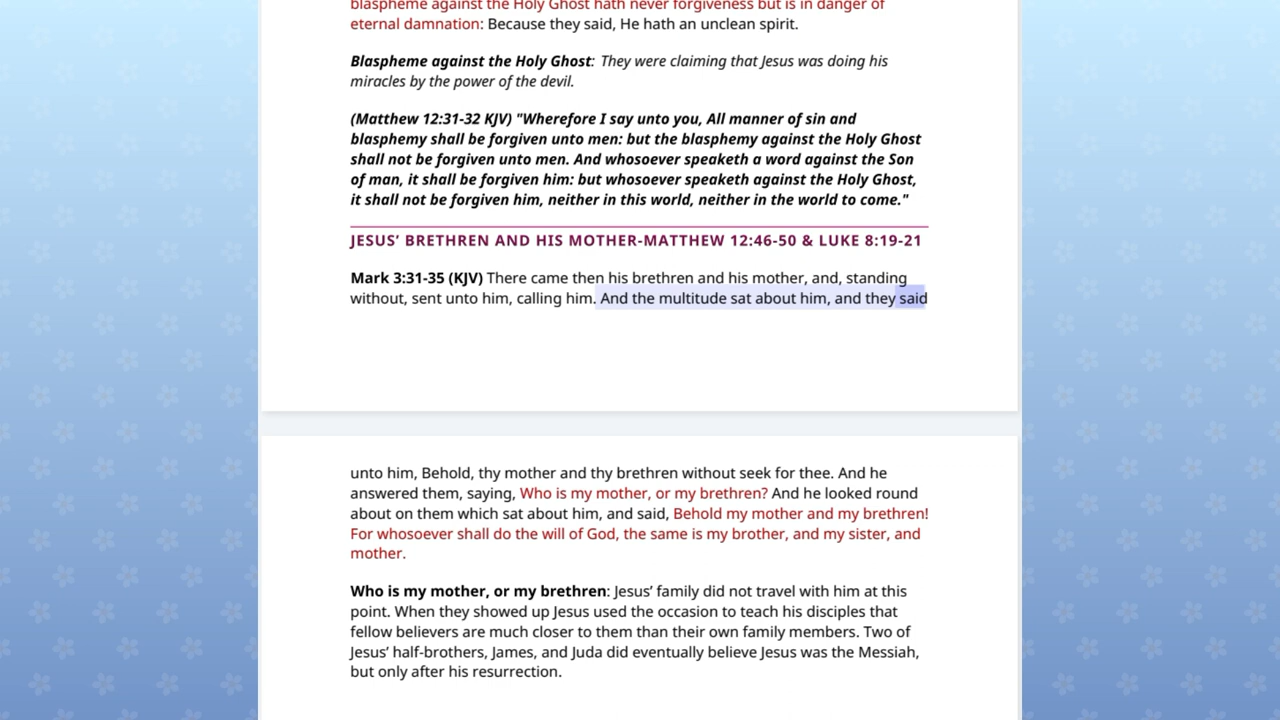 blaspheme against the Holy Ghost hath never forgiveness but is in danger of
eternal damnation: Because they said, He hath an unclean spirit.
Blaspheme against the Holy Ghost: They were claiming that Jesus was doing his
miracles by the power of the devil.
(Matthew 12:31-32 KJV) "Wherefore I say unto you, All manner of sin and
blasphemy shall be forgiven unto men: but the blasphemy against the Holy Ghost
shall not be forgiven unto men. And whosoever speaketh a word against the Son
of man, it shall be forgiven him: but whosoever speaketh against the Holy Ghost,
it shall not be forgiven him, neither in this world, neither in the world to come."
JESUS’ BRETHREN AND HIS MOTHER-MATTHEW 12:46-50 & LUKE 8:19-21
Mark 3:31-35 (KJV) There came then his brethren and his mother, and, standing
without, sent unto him, calling him. And the multitude sat about him, and they said
unto him, Behold, thy mother and thy brethren without seek for thee. And he
answered them, saying, Who is my mother, or my brethren? And he looked round
about on them which sat about him, and said, Behold my mother and my brethren!
For whosoever shall do the will of God, the same is my brother, and my sister, and
mother.
Who is my mother, or my brethren: Jesus’ family did not travel with him at this
point. When they showed up Jesus used the occasion to teach his disciples that
fellow believers are much closer to them than their own family members. Two of
Jesus’ half-brothers, James, and Juda did eventually believe Jesus was the Messiah,
but only after his resurrection.